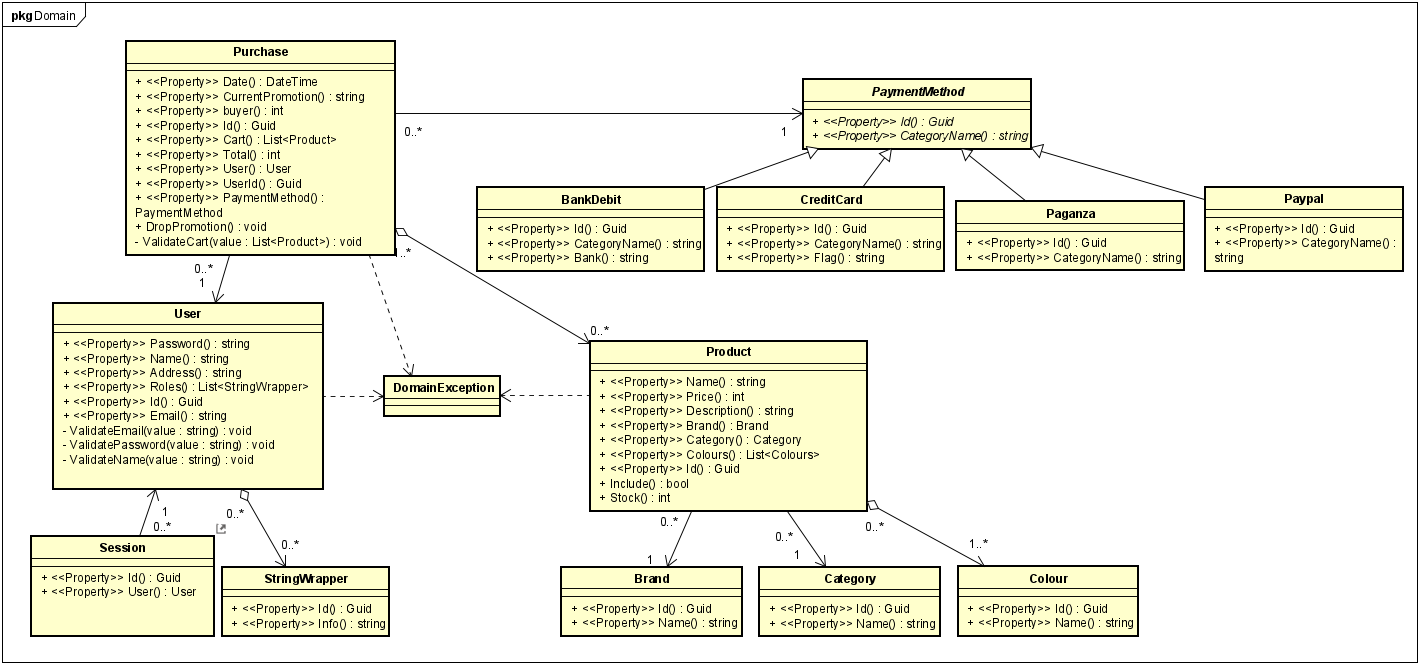 pkg Domain
Purchase
+ <<Property>> Date() : DateTime
+ <<Property>> CurrentPromotion() : string
+ <<Property>> buyer() : int
+ <<Property>> Id() : Guid
+ <<Property>> Cart() : List<Product>
+ <<Property>> Total() : int
+ <<Property>> User() : User
+ <<Property>> UserId() : Guid
+ <<Property>> PaymentMethod() :
PaymentMethod
+ DropPromotion() : void
- ValidateCart(value : List<Product>) : void
0..*
1
PaymentMethod
+ <<Property>> Id() : Guid
+ <<Property>> CategoryName() : string
BankDebit
+ <<Property>> Id() : Guid
+ <<Property>> CategoryName() : string
+ <<Property>> Bank() : string
CreditCard
+ <<Property>> Id() : Guid
+ <<Property>> CategoryName() : string
+ <<Property>> Flag() : string
Paganza
+ <<Property>> Id() : Guid
+ <<Property>> CategoryName() : string
Paypal
+ <<Property>> Id() : Guid
+ <<Property>> CategoryName() :
string
1..*
0..*
0..*
1
User
+ <<Property>> Password() : string
+ <<Property>> Name() : string
+ <<Property>> Address() : string
+ <<Property>> Roles() : List<StringWrapper>
+ <<Property>> Id() : Guid
+ <<Property>> Email() : string
- ValidateEmail(value : string) : void
- ValidatePassword(value : string) : void
- ValidateName(value : string) : void
DomainException
Product
+ <<Property>> Name() : string
+ <<Property>> Price() : int
+ <<Property>> Description() : string
+ <<Property>> Brand() : Brand
+ <<Property>> Category() : Category
+ <<Property>> Colours() : List<Colours>
+ <<Property>> Id() : Guid
+ Include() : bool
+ Stock() : int
1
0..*
0..*
0..*
0..*
1
0..*
1
0..*
1..*
Session
+ <<Property>> Id() : Guid
+ <<Property>> User() : User
StringWrapper
+ <<Property>> Id() : Guid
+ <<Property>> Info() : string
Brand
+ <<Property>> Id() : Guid
+ <<Property>> Name() : string
Category
+ <<Property>> Id() : Guid
+ <<Property>> Name() : string
Colour
+ <<Property>> Id() : Guid
+ <<Property>> Name() : string